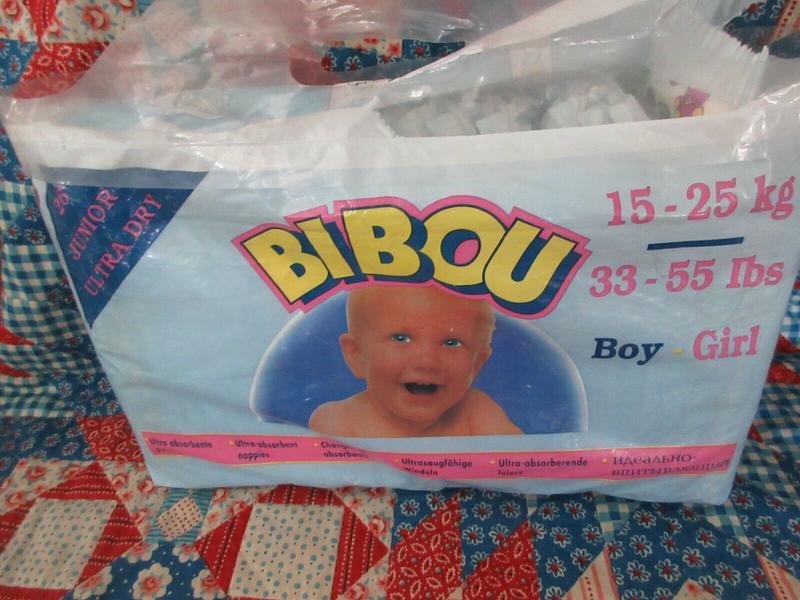 26
JUNIOR
ULTRA DRY
BIBOU
15-25 kg
33-55 lbs
Boy - Girl
Ultra absorbente
• Ultra-absorbent
nappies
• Ultrasaugfähige
Windeln
• Ultra-absorberende
luiers
• Идеально-
впитывающий